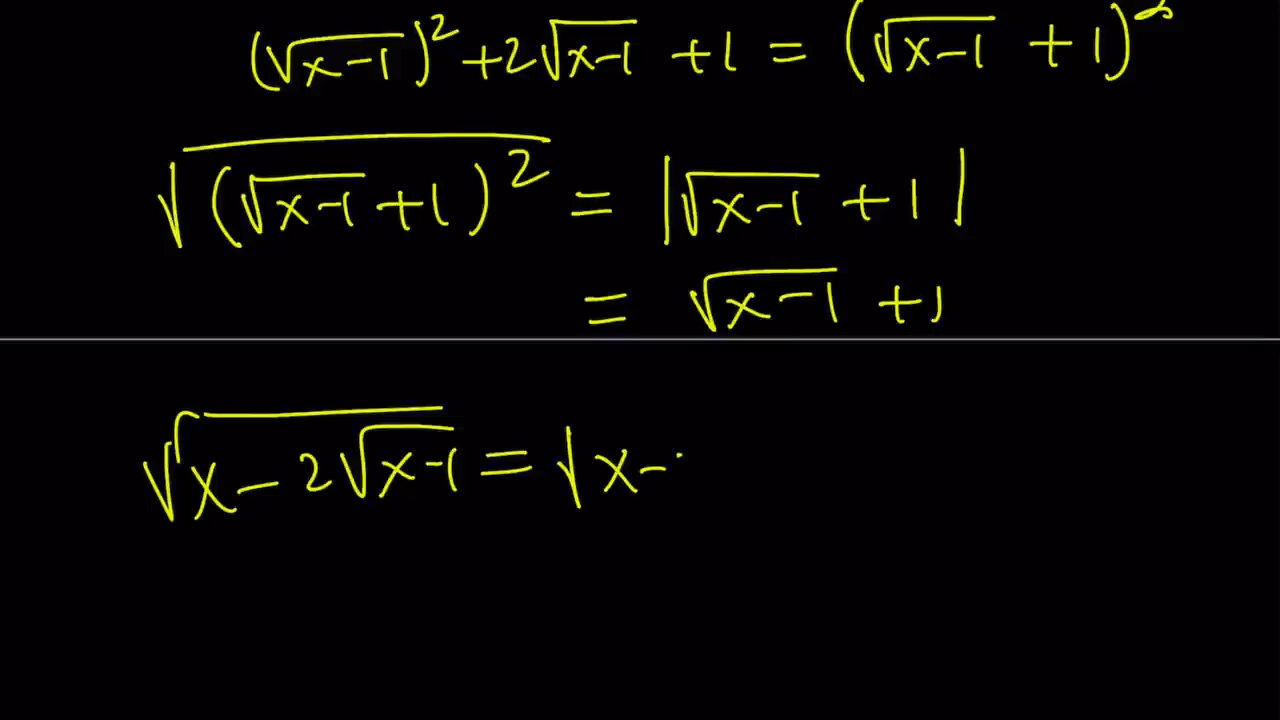 (√x-1)² + 2√x-1 + 1 = (√x-1 + 1)²
√(√x-1 + 1)² = |√x-1 + 1|
= √x-1 + 1
√x - 2√x-1 = √x -